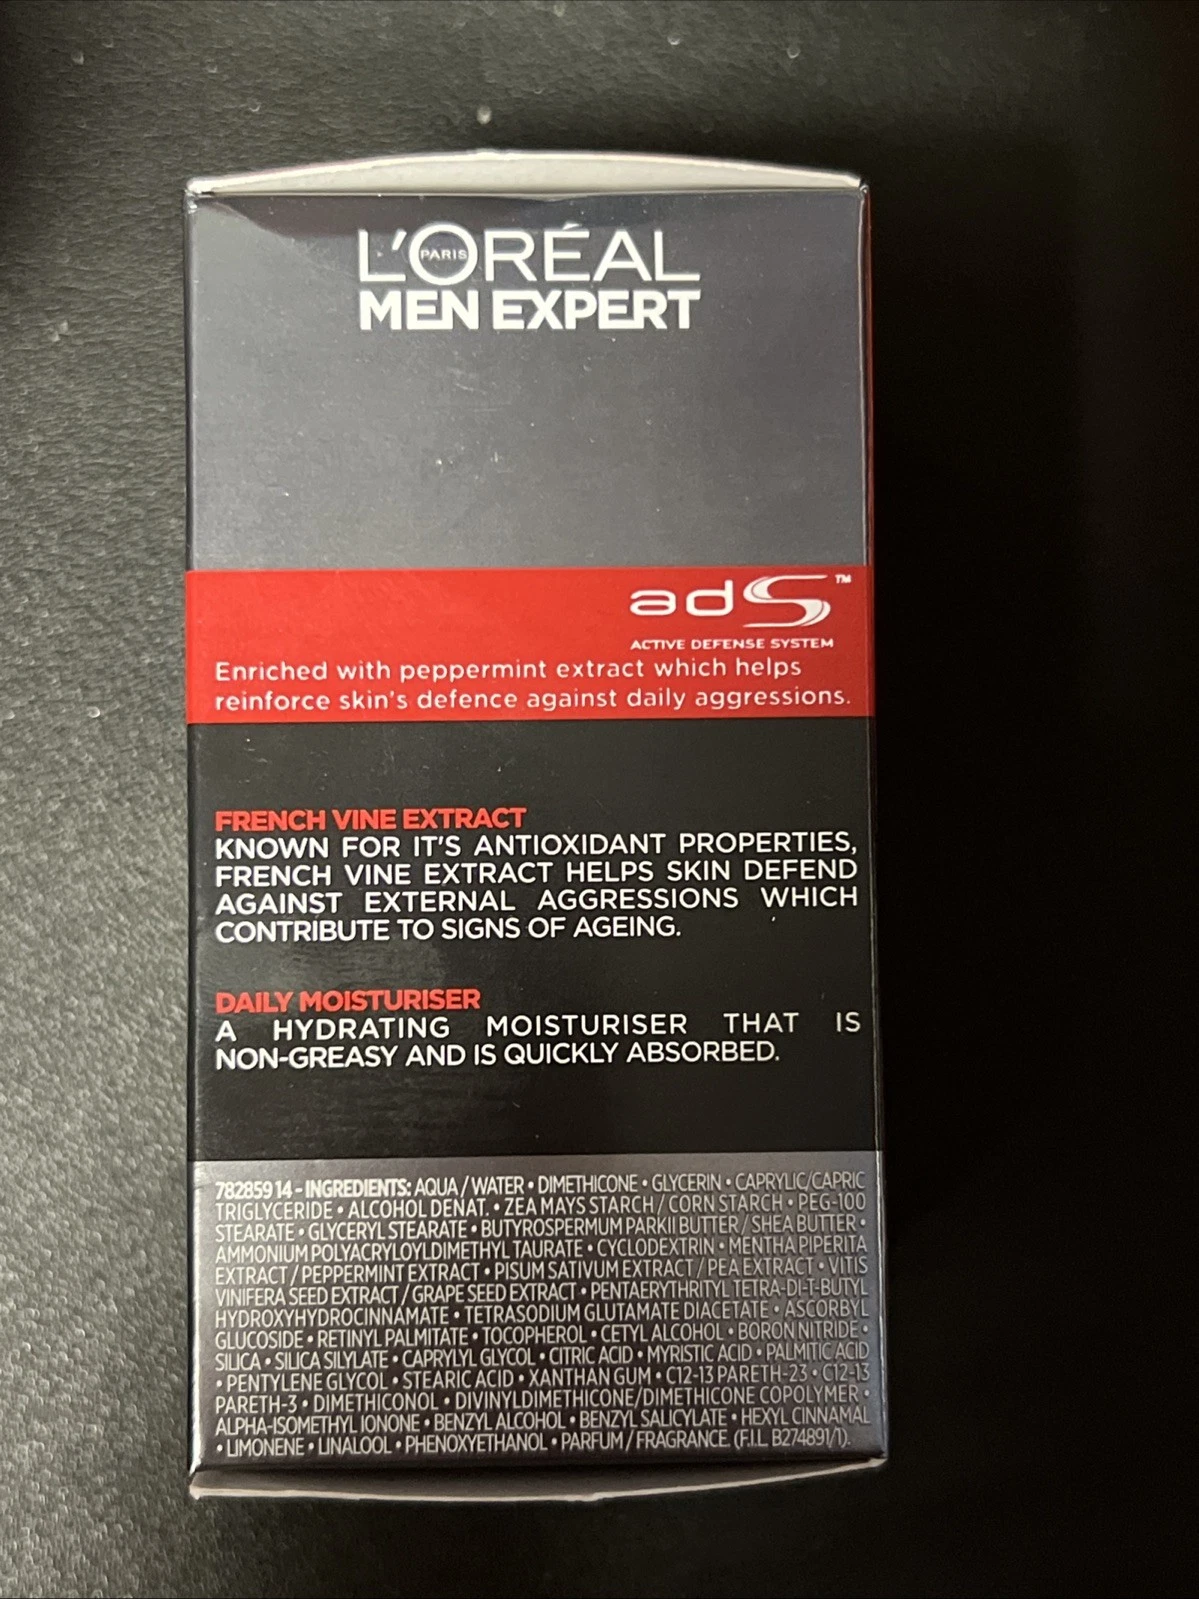 L'ORÉAL
PARIS
MEN EXPERT
adS™
ACTIVE DEFENSE SYSTEM
Enriched with peppermint extract which helps
reinforce skin's defence against daily aggressions.
FRENCH VINE EXTRACT
KNOWN FOR IT'S ANTIOXIDANT PROPERTIES,
FRENCH VINE EXTRACT HELPS SKIN DEFEND
AGAINST EXTERNAL AGGRESSIONS WHICH
CONTRIBUTE TO SIGNS OF AGEING.
DAILY MOISTURISER
A HYDRATING MOISTURISER THAT IS
NON-GREASY AND IS QUICKLY ABSORBED.
7828591 4 - INGREDIENTS: AQUA / WATER • DIMETHICONE • GLYCERIN • CAPRYLIC/CAPRIC
TRIGLYCERIDE • ALCOHOL DENAT. • ZEA MAYS STARCH / CORN STARCH • PEG-100
STEARATE • GLYCERYL STEARATE • BUTYROSPERMUM PARKII BUTTER / SHEA BUTTER •
AMMONIUM POLYACRYLOYLDIMETHYL TAURATE • CYCLODEXTRIN • MENTHA PIPERITA
EXTRACT / PEPPERMINT EXTRACT • PISUM SATIVUM EXTRACT / PEA EXTRACT • VITIS
VINIFERA SEED EXTRACT / GRAPE SEED EXTRACT • PENTAERYTHRITYL TETRA-DI-T-BUTYL
HYDROXYHYDROCINNAMATE • TETRASODIUM GLUTAMATE DIACETATE • ASCORBYL
GLUCOSIDE • RETINYL PALMITATE • TOCOPHEROL • CETYL ALCOHOL • BORON NITRIDE •
SILICA • SILICA SILYLATE • CAPRYLYL GLYCOL • CITRIC ACID • MYRISTIC ACID • PALMITIC ACID
• PENTYLENE GLYCOL • STEARIC ACID • XANTHAN GUM • C12-13 PARETH-23 • C12-13
PARETH-3 • DIMETHICONOL • DIVINYLDIMETHICONE/DIMETHICONE COPOLYMER •
ALPHA-ISOMETHYL IONONE • BENZYL ALCOHOL • BENZYL SALICYLATE • HEXYL CINNAMAL
• LIMONENE • LINALOOL • PHENOXYETHANOL • PARFUM / FRAGRANCE. (F.I.L. B274891/1).